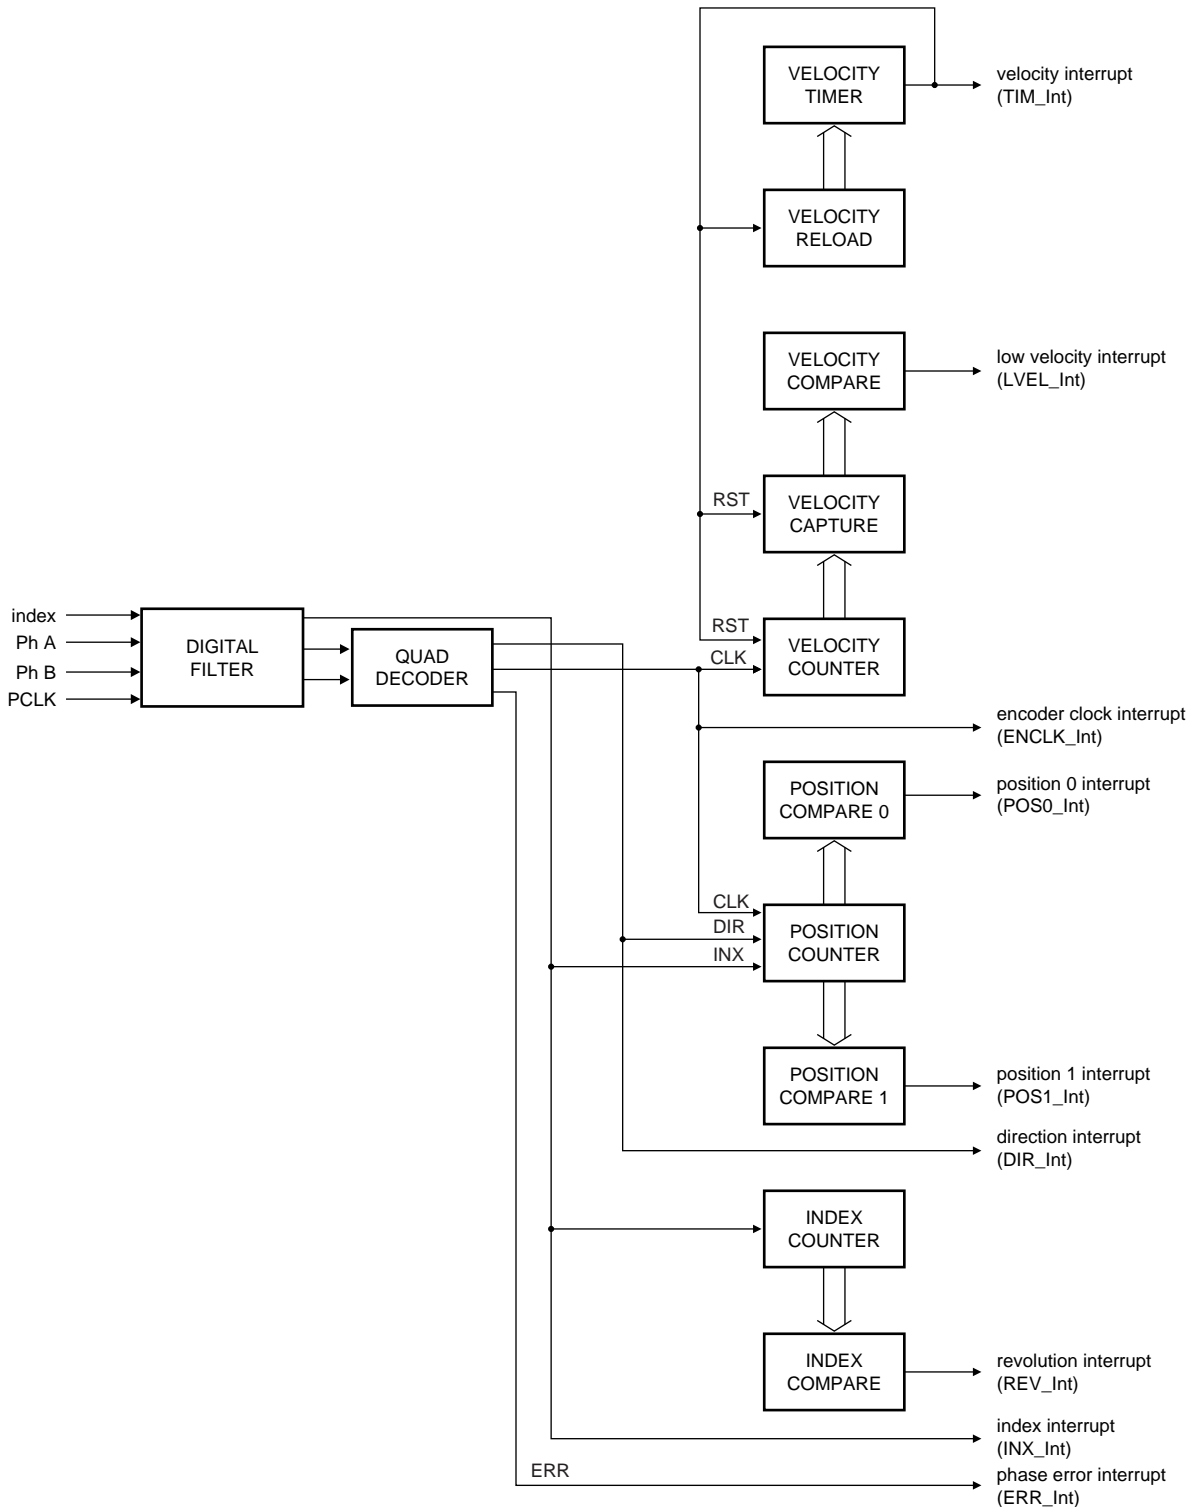 VELOCITY
TIMER
velocity interrupt
(TIM_Int)
VELOCITY
RELOAD
VELOCITY
COMPARE
low velocity interrupt
(LVEL_Int)
RST
VELOCITY
CAPTURE
index
Ph A
Ph B
PCLK
DIGITAL
FILTER
QUAD
DECODER
RST
CLK
VELOCITY
COUNTER
encoder clock interrupt
(ENCLK_Int)
POSITION
COMPARE 0
position 0 interrupt
(POS0_Int)
CLK
DIR
INX
POSITION
COUNTER
POSITION
COMPARE 1
position 1 interrupt
(POS1_Int)
direction interrupt
(DIR_Int)
INDEX
COUNTER
INDEX
COMPARE
revolution interrupt
(REV_Int)
index interrupt
(INX_Int)
ERR
phase error interrupt
(ERR_Int)